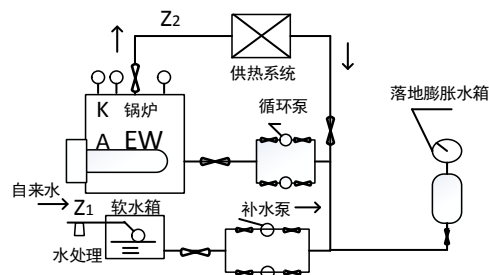 Z2
供热系统
循环泵
落地膨胀水箱
K 锅炉
A EW
自来水
Z1
软水箱
补水泵
水处理